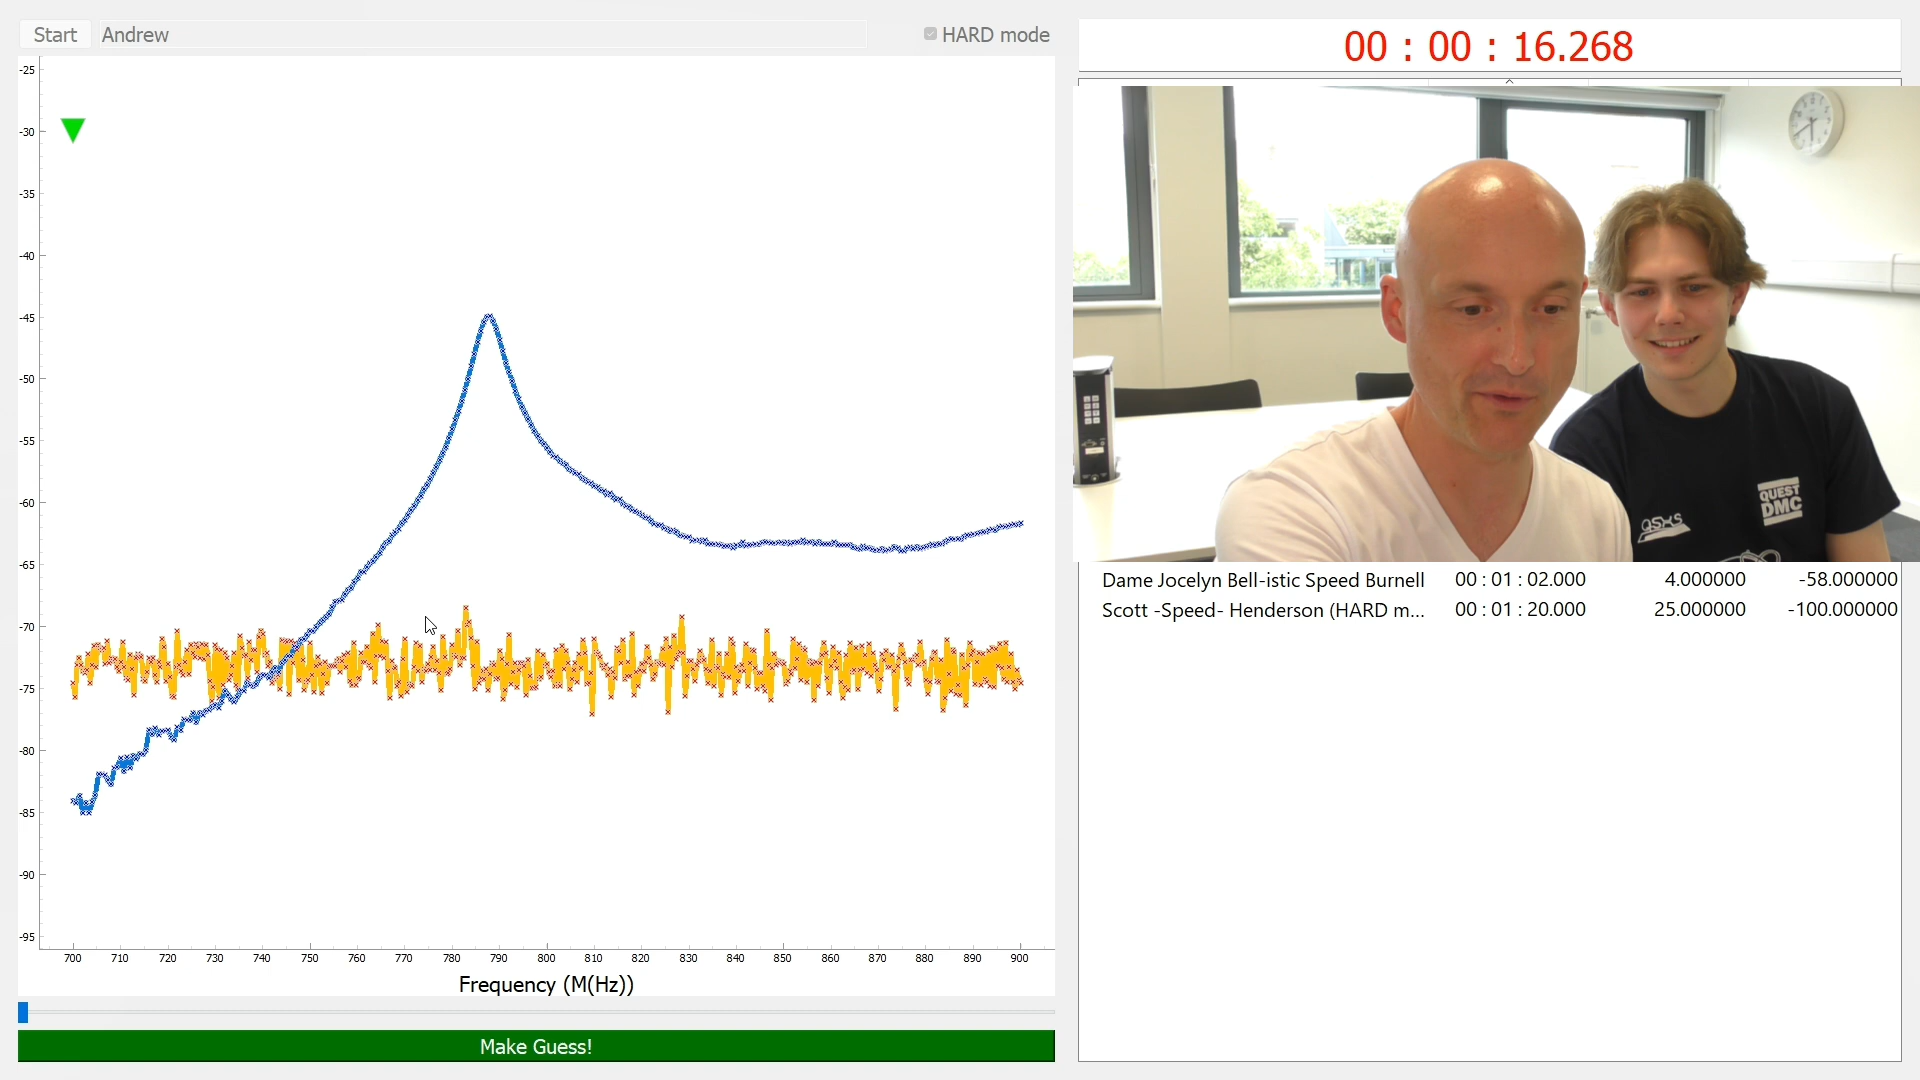 Start Andrew HARD mode
00 : 00 : 16.268
-25
-30
-35
-40
-45
-50
-55
-60
-65
-70
-75
-80
-85
-90
-95
700 710 720 730 740 750 760 770 780 790 800 810 820 830 840 850 860 870 880 890 900
Frequency (M(Hz))
Make Guess!
QSHS
QUEST
DMC
Dame Jocelyn Bell-istic Speed Burnell 00 : 01 : 02.000 4.000000 -58.000000
Scott -Speed- Henderson (HARD m... 00 : 01 : 20.000 25.000000 -100.000000